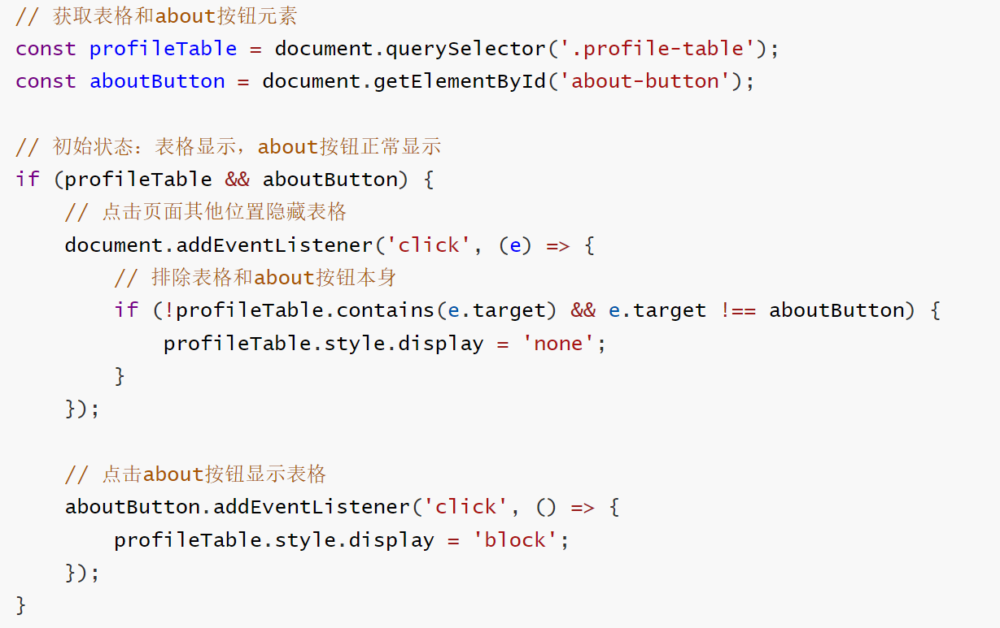 // 获取表格和about按钮元素
const profileTable = document.querySelector('.profile-table');
const aboutButton = document.getElementById('about-button');
// 初始状态：表格显示，about按钮正常显示
if (profileTable && aboutButton) {
// 点击页面其他位置隐藏表格
document.addEventListener('click', (e) => {
// 排除表格和about按钮本身
if (!profileTable.contains(e.target) && e.target !== aboutButton) {
profileTable.style.display = 'none';
}
});
// 点击about按钮显示表格
aboutButton.addEventListener('click', () => {
profileTable.style.display = 'block';
});
}